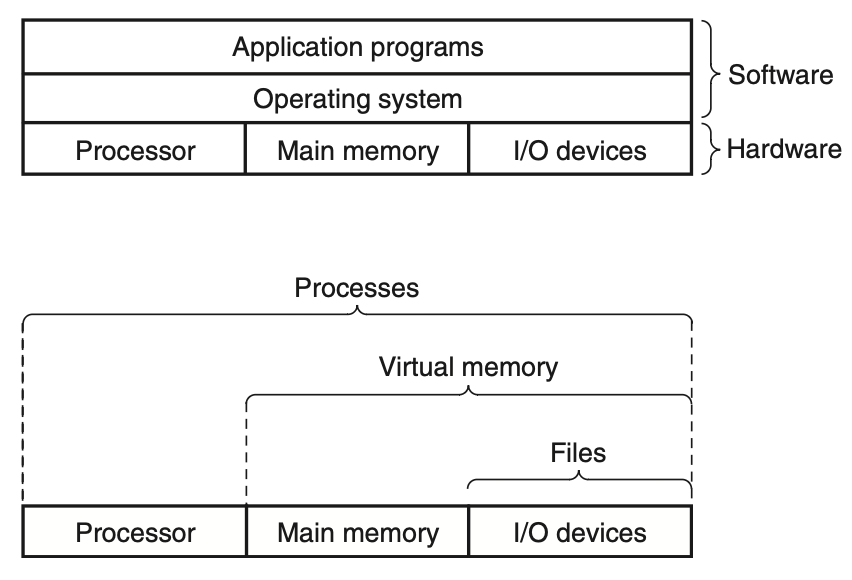 Application programs
Operating system
Software
Processor
Main memory
I/O devices
Hardware
Processes
Virtual memory
Files
Processor
Main memory
I/O devices